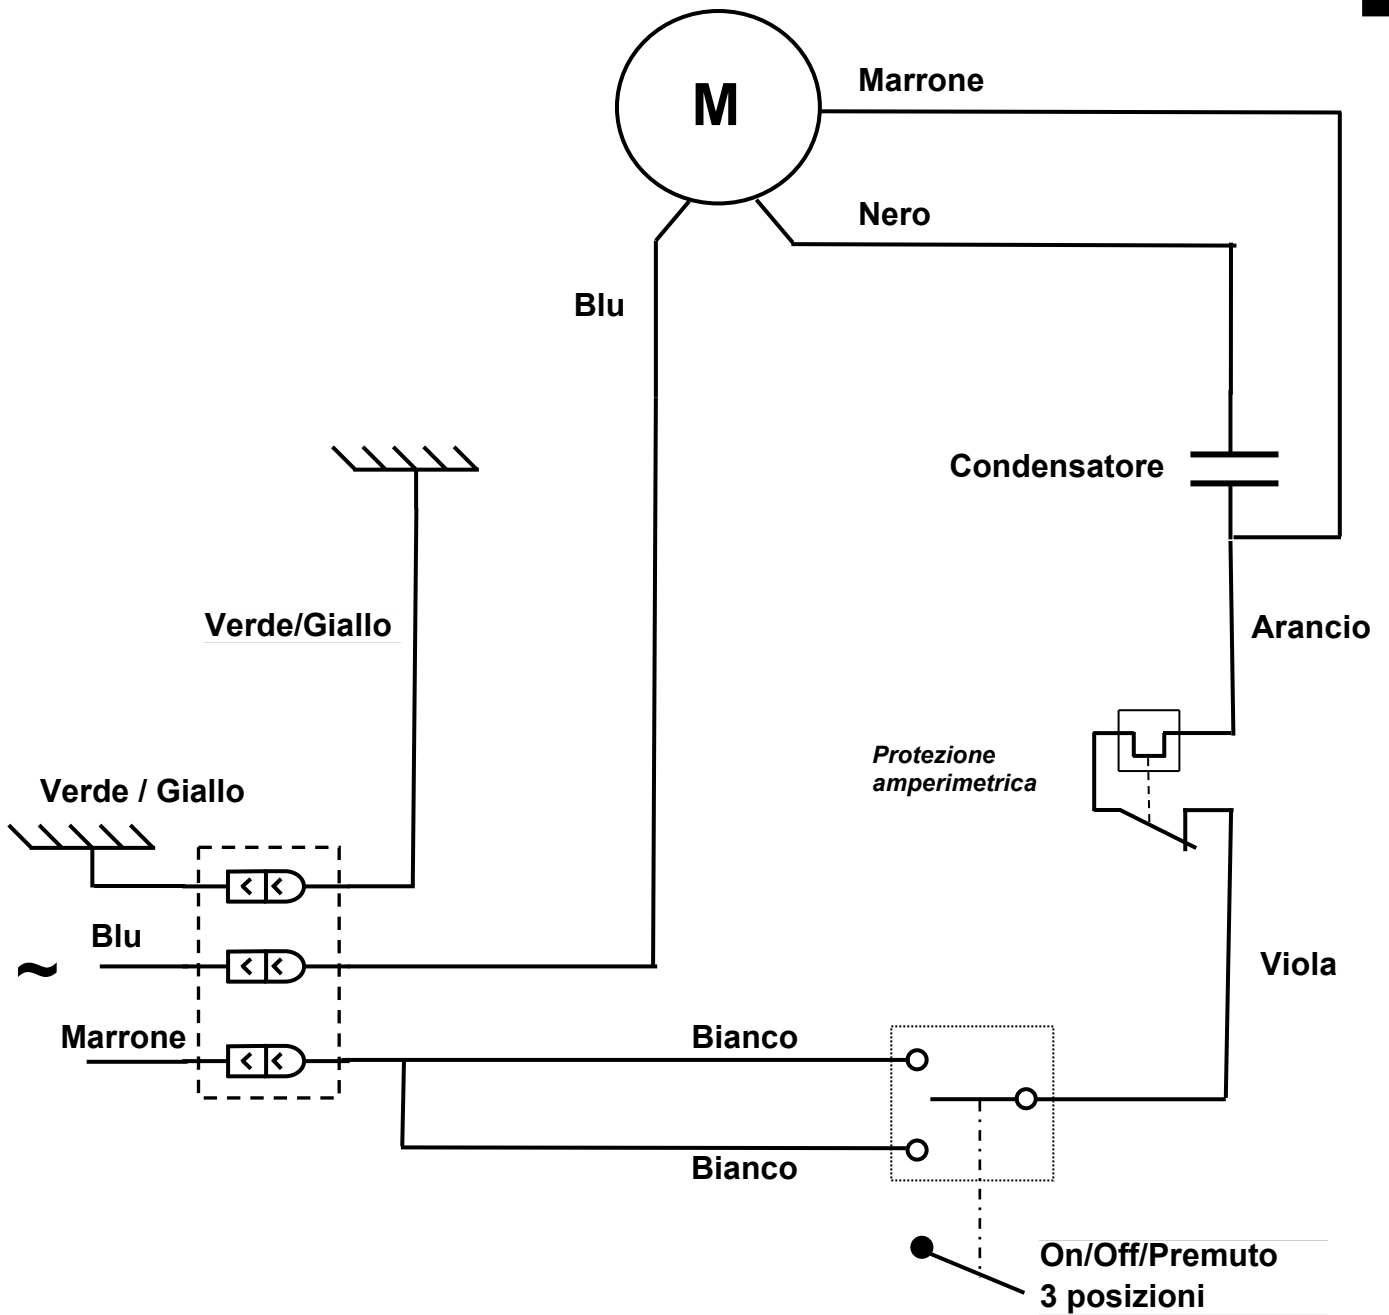 M
Marrone
Nero
Blu
Condensatore
Verde/Giallo
Arancio
Protezione
amperimetrica
Verde / Giallo
Blu
~
Viola
Marrone
Bianco
Bianco
On/Off/Premuto
3 posizioni